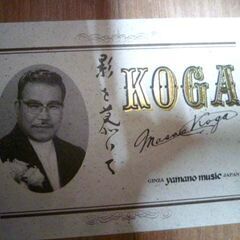 影を慕いて
KOGA
Masao Koga
GINZA yamano music JAPAN